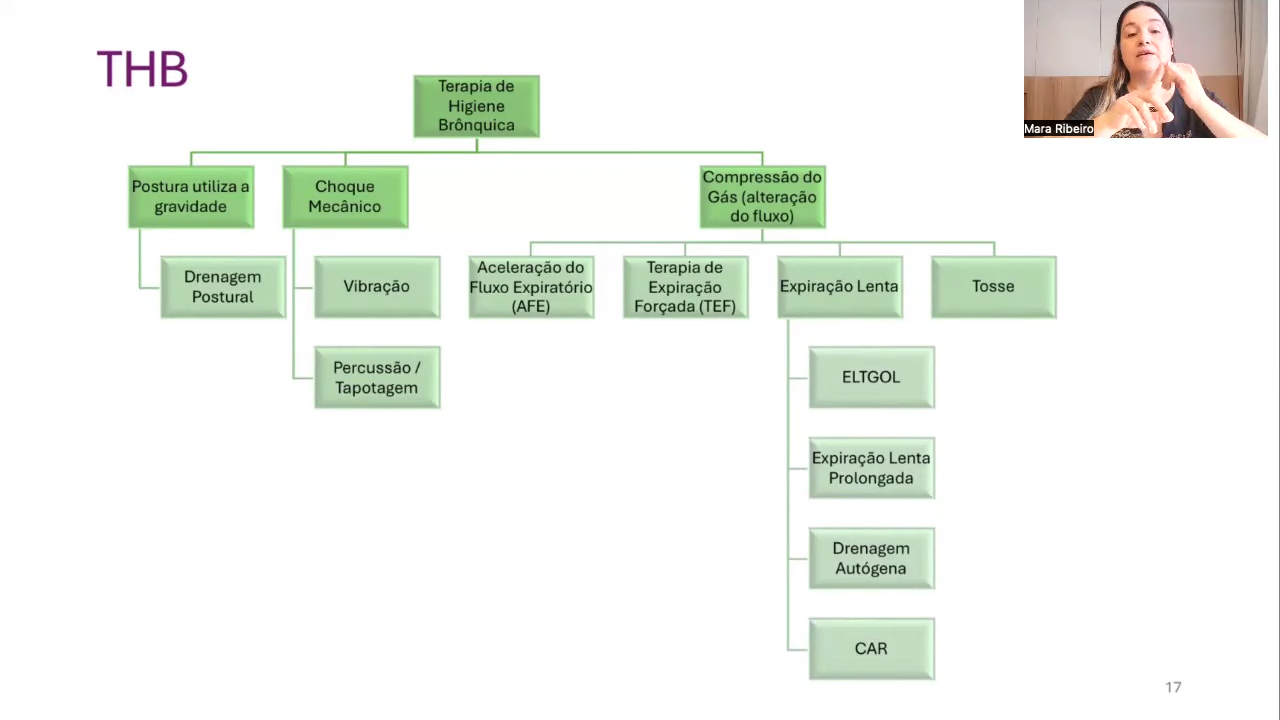 THB
Mara Ribeiro
Terapia de
Higiene
Brônquica
Postura utiliza a
gravidade
Choque
Mecânico
Compressão do
Gás (alteração
do fluxo)
Drenagem
Postural
Vibração
Percussão /
Tapotagem
Aceleração do
Fluxo Expiratório
(AFE)
Terapia de
Expiração
Forçada (TEF)
Expiração Lenta
Tosse
ELTGOL
Expiração Lenta
Prolongada
Drenagem
Autógena
CAR
17